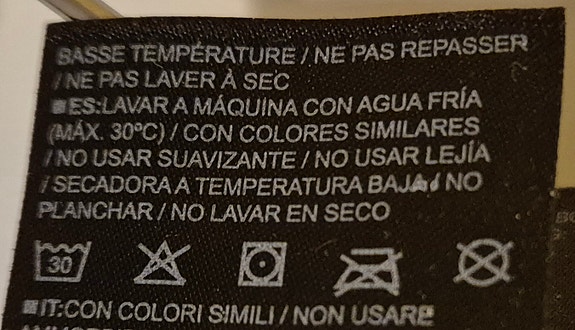 BASSE TEMPÉRATURE / NE PAS REPASSER
/ NE PAS LAVER À SEC
■ES:LAVAR A MÁQUINA CON AGUA FRÍA
(MÁX. 30ºC) / CON COLORES SIMILARES
/ NO USAR SUAVIZANTE / NO USAR LEJÍA
/ SECADORA A TEMPERATURA BAJA / NO
PLANCHAR / NO LAVAR EN SECO
30
■IT:CON COLORI SIMILI / NON USARE